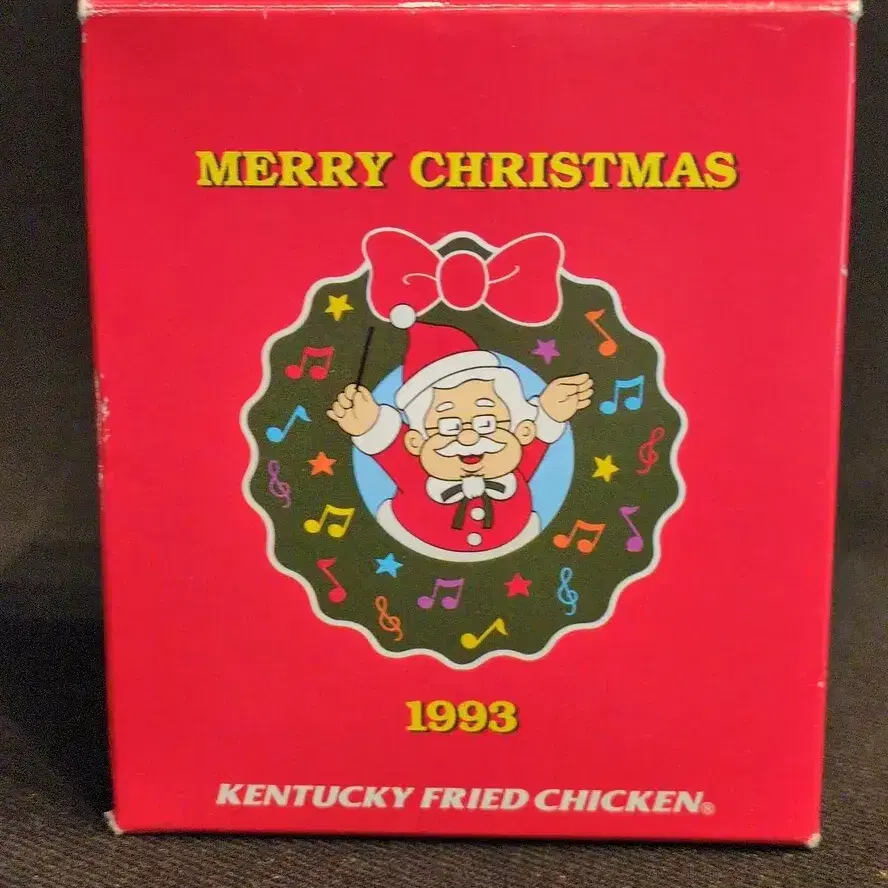 MERRY CHRISTMAS
1993
KENTUCKY FRIED CHICKEN®